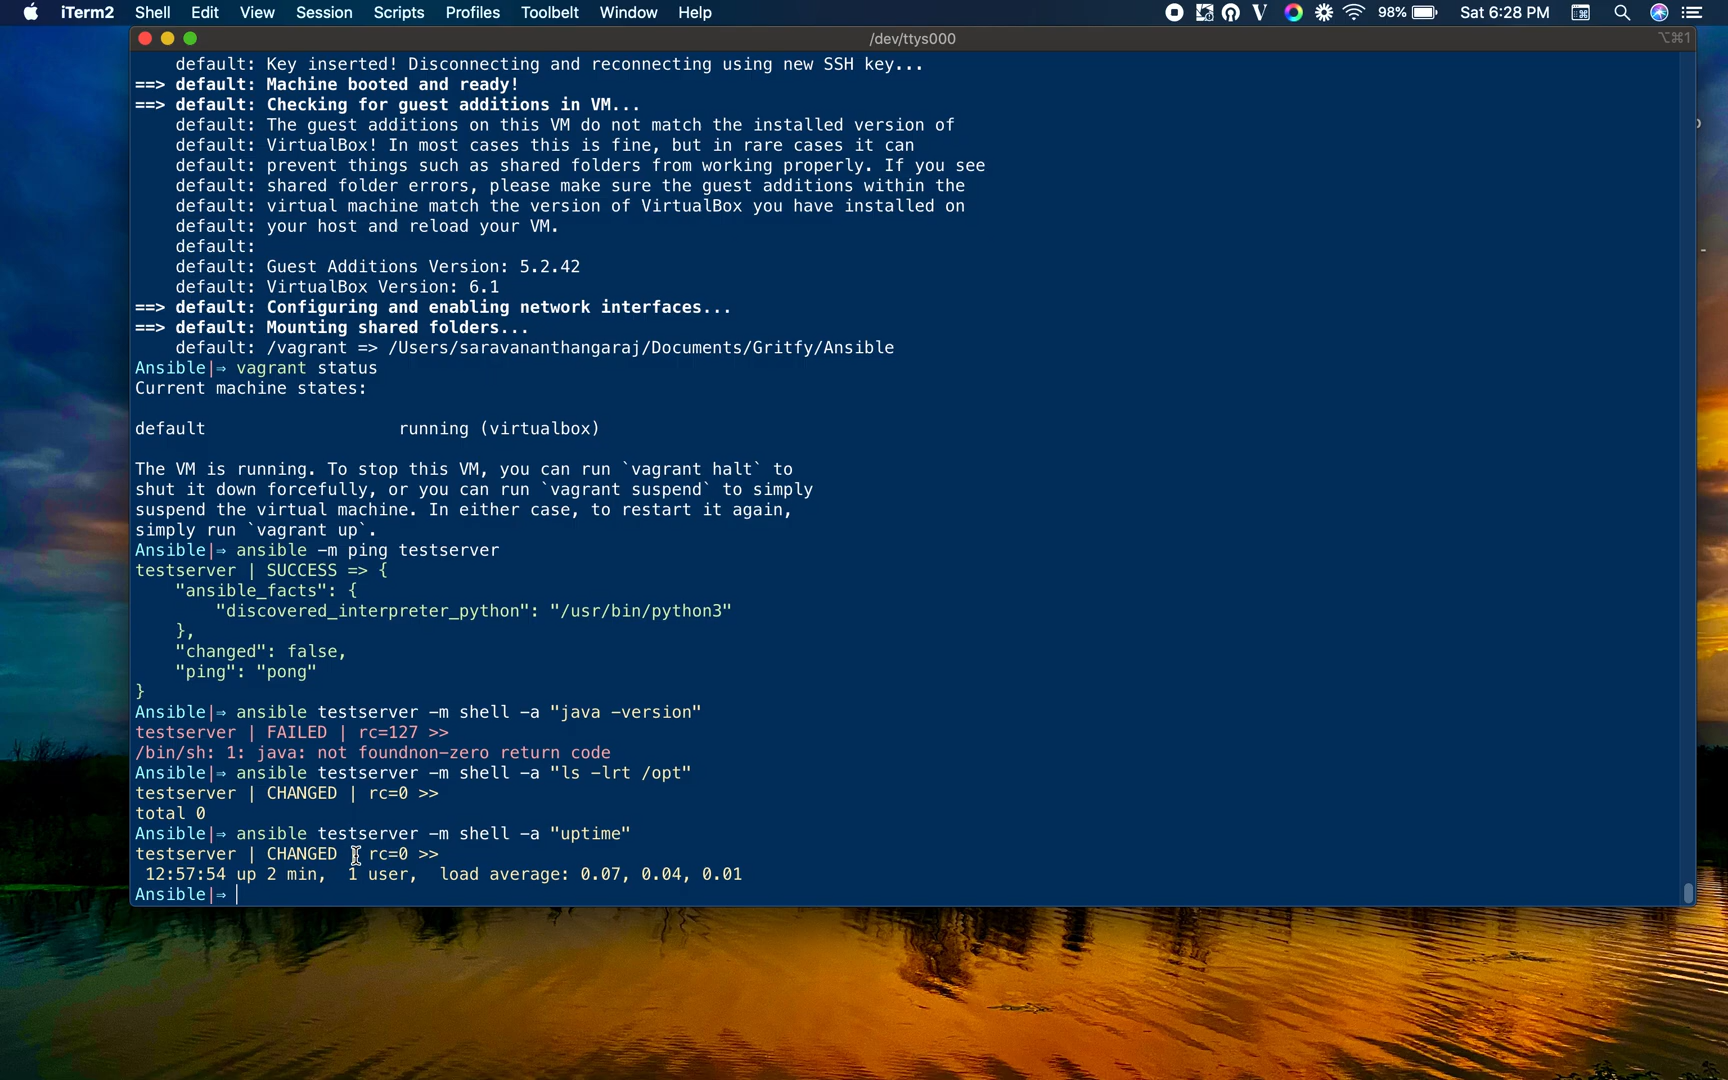 iTerm2 Shell Edit View Session Scripts Profiles Toolbelt Window Help 98% Sat 6:28 PM
/dev/ttys000 ⌥⌘1
default: Key inserted! Disconnecting and reconnecting using new SSH key...
==> default: Machine booted and ready!
==> default: Checking for guest additions in VM...
default: The guest additions on this VM do not match the installed version of
default: VirtualBox! In most cases this is fine, but in rare cases it can
default: prevent things such as shared folders from working properly. If you see
default: shared folder errors, please make sure the guest additions within the
default: virtual machine match the version of VirtualBox you have installed on
default: your host and reload your VM.
default:
default: Guest Additions Version: 5.2.42
default: VirtualBox Version: 6.1
==> default: Configuring and enabling network interfaces...
==> default: Mounting shared folders...
default: /vagrant => /Users/saravananthangaraj/Documents/Gritfy/Ansible
Ansible|⇒ vagrant status
Current machine states:
default running (virtualbox)
The VM is running. To stop this VM, you can run `vagrant halt` to
shut it down forcefully, or you can run `vagrant suspend` to simply
suspend the virtual machine. In either case, to restart it again,
simply run `vagrant up`.
Ansible|⇒ ansible -m ping testserver
testserver | SUCCESS => {
"ansible_facts": {
"discovered_interpreter_python": "/usr/bin/python3"
},
"changed": false,
"ping": "pong"
}
Ansible|⇒ ansible testserver -m shell -a "java -version"
testserver | FAILED | rc=127 >>
/bin/sh: 1: java: not foundnon-zero return code
Ansible|⇒ ansible testserver -m shell -a "ls -lrt /opt"
testserver | CHANGED | rc=0 >>
total 0
Ansible|⇒ ansible testserver -m shell -a "uptime"
testserver | CHANGED | rc=0 >>
12:57:54 up 2 min, 1 user, load average: 0.07, 0.04, 0.01
Ansible|⇒